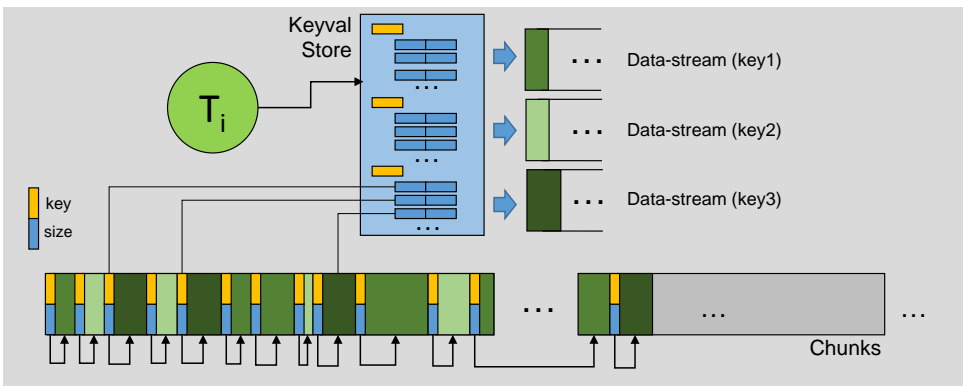 Keyval
Store
T i
. . .
. . .
. . .
. . .
Data-stream (key1)
. . .
Data-stream (key2)
. . .
Data-stream (key3)
key
size
. . .
. . .
. . .
Chunks